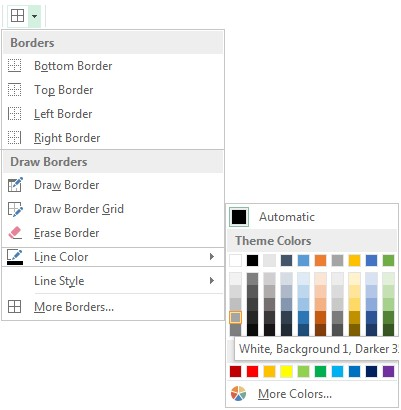 Borders
Bottom Border
Top Border
Left Border
Right Border
Draw Borders
Draw Border
Draw Border Grid
Erase Border
Line Color
Line Style
More Borders...
Automatic
Theme Colors
White, Background 1, Darker 3
More Colors...